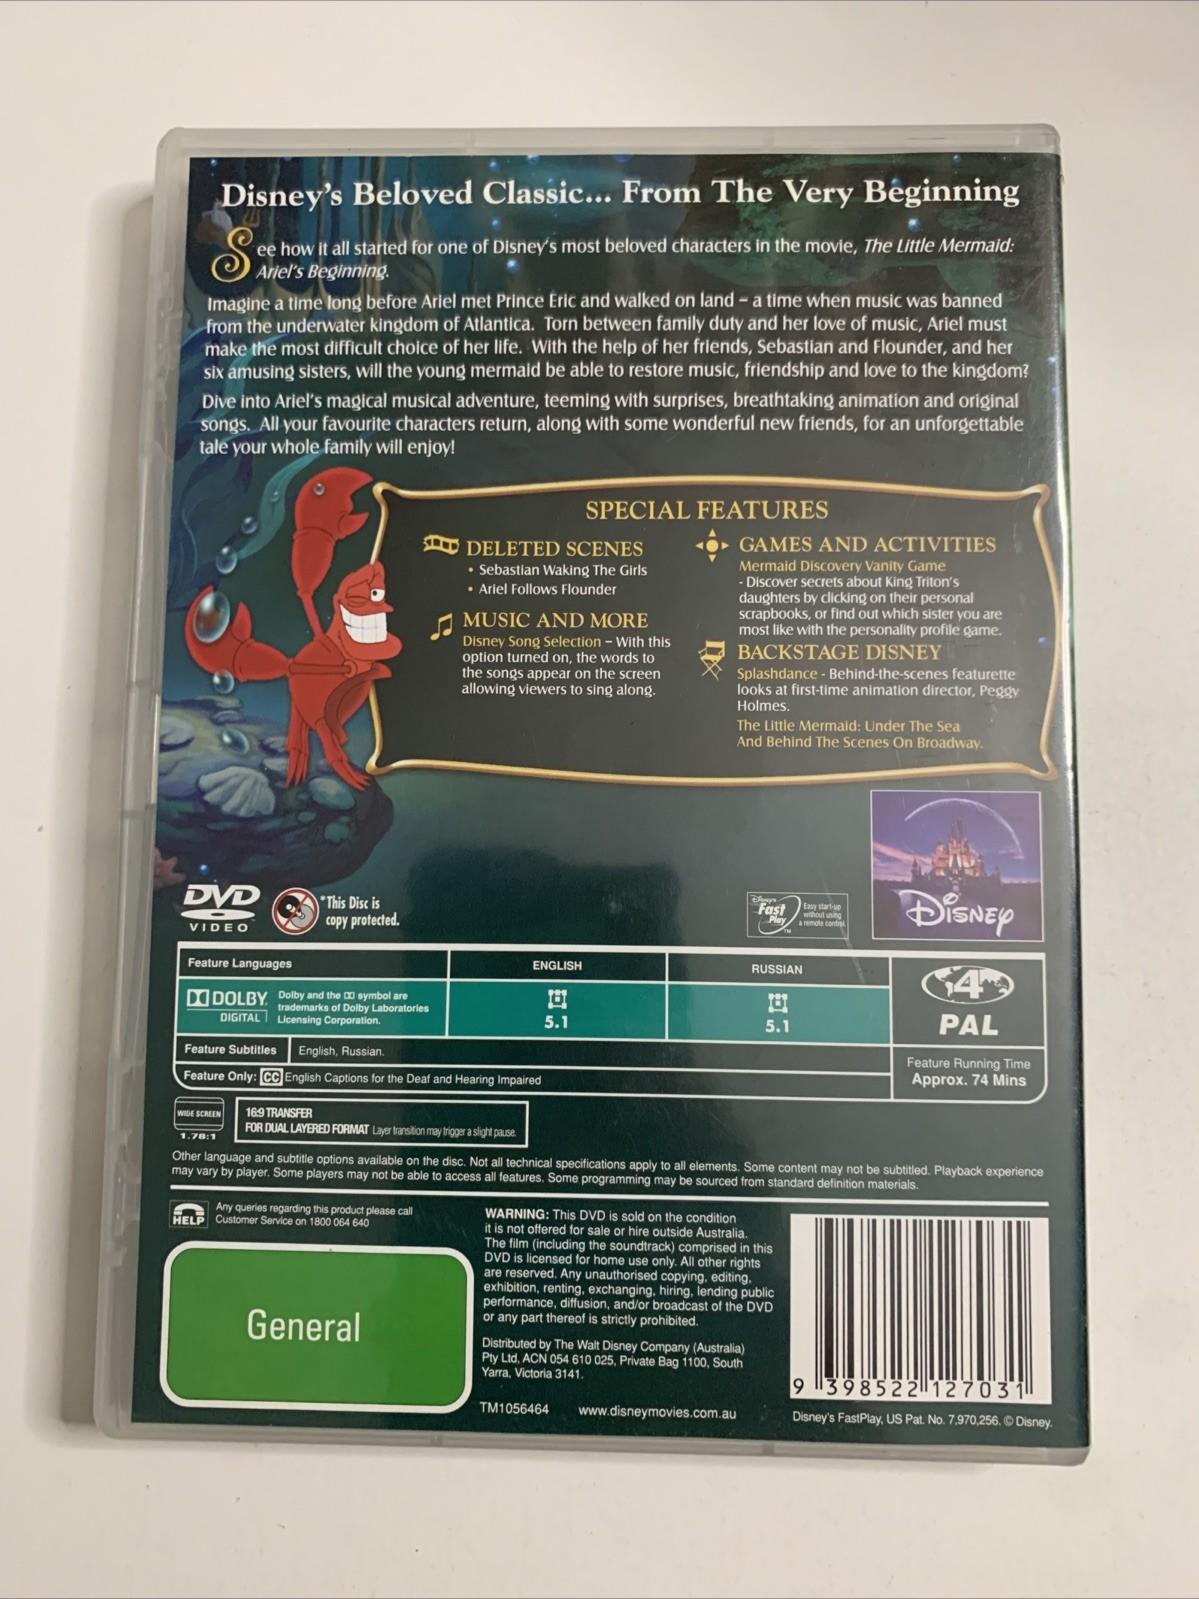 Disney's Beloved Classic... From The Very Beginning
See how it all started for one of Disney's most beloved characters in the movie, The Little Mermaid:
Ariel's Beginning.
Imagine a time long before Ariel met Prince Eric and walked on land – a time when music was banned
from the underwater kingdom of Atlantica. Torn between family duty and her love of music, Ariel must
make the most difficult choice of her life. With the help of her friends, Sebastian and Flounder, and her
six amusing sisters, will the young mermaid be able to restore music, friendship and love to the kingdom?
Dive into Ariel's magical musical adventure, teeming with surprises, breathtaking animation and original
songs. All your favourite characters return, along with some wonderful new friends, for an unforgettable
tale your whole family will enjoy!
SPECIAL FEATURES
DELETED SCENES
• Sebastian Waking The Girls
• Ariel Follows Flounder
MUSIC AND MORE
Disney Song Selection – With this
option turned on, the words to
the songs appear on the screen
allowing viewers to sing along.
GAMES AND ACTIVITIES
Mermaid Discovery Vanity Game
- Discover secrets about King Triton's
daughters by clicking on their personal
scrapbooks, or find out which sister you are
most like with the personality profile game.
BACKSTAGE DISNEY
Splashdance - Behind-the-scenes featurette
looks at first-time animation director, Peggy
Holmes.
The Little Mermaid: Under The Sea
And Behind The Scenes On Broadway.
DVD
VIDEO
*This Disc is
copy protected.
Disney's
Fast
Play
TM
Easy start-up
without using
a remote control.
Disney
Feature Languages
ENGLISH
RUSSIAN
DOLBY
DIGITAL
Dolby and the DD symbol are
trademarks of Dolby Laboratories
Licensing Corporation.
5.1
5.1
4
PAL
Feature Subtitles
English, Russian.
Feature Running Time
Approx. 74 Mins
Feature Only: CC English Captions for the Deaf and Hearing Impaired
WIDE SCREEN
1.78:1
16:9 TRANSFER
FOR DUAL LAYERED FORMAT Layer transition may trigger a slight pause.
Other language and subtitle options available on the disc. Not all technical specifications apply to all elements. Some content may not be subtitled. Playback experience
may vary by player. Some players may not be able to access all features. Some programming may be sourced from standard definition materials.
HELP
Any queries regarding this product please call
Customer Service on 1800 064 640
General
WARNING: This DVD is sold on the condition
it is not offered for sale or hire outside Australia.
The film (including the soundtrack) comprised in this
DVD is licensed for home use only. All other rights
are reserved. Any unauthorised copying, editing,
exhibition, renting, exchanging, hiring, lending public
performance, diffusion, and/or broadcast of the DVD
or any part thereof is strictly prohibited.
Distributed by The Walt Disney Company (Australia)
Pty Ltd, ACN 054 610 025, Private Bag 1100, South
Yarra, Victoria 3141.
TM1056464 www.disneymovies.com.au
9 398522 127031
Disney's FastPlay, US Pat. No. 7,970,256. © Disney.